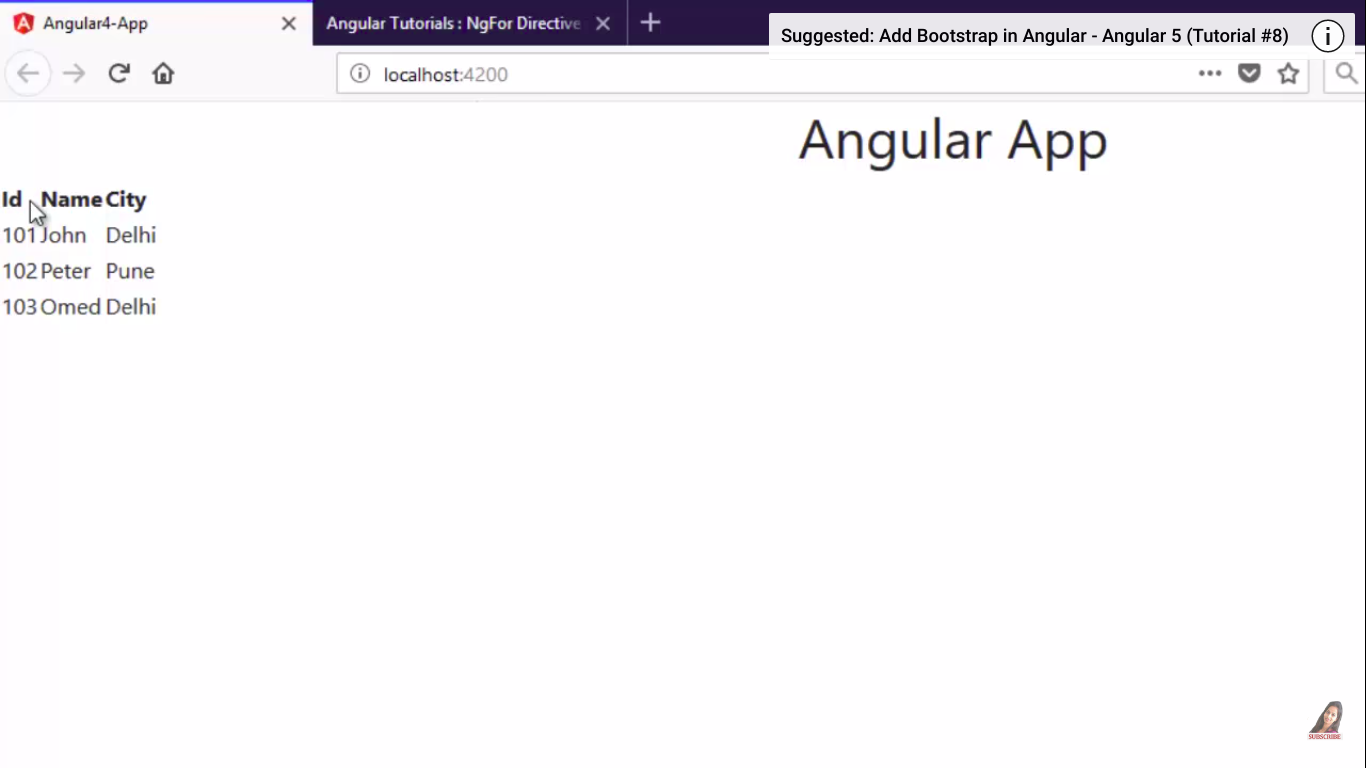 Angular4-App
Angular Tutorials : NgFor Directive
Suggested: Add Bootstrap in Angular - Angular 5 (Tutorial #8)
localhost:4200
Angular App
Id Name City
101 John Delhi
102 Peter Pune
103 Omed Delhi
SUBSCRIBE